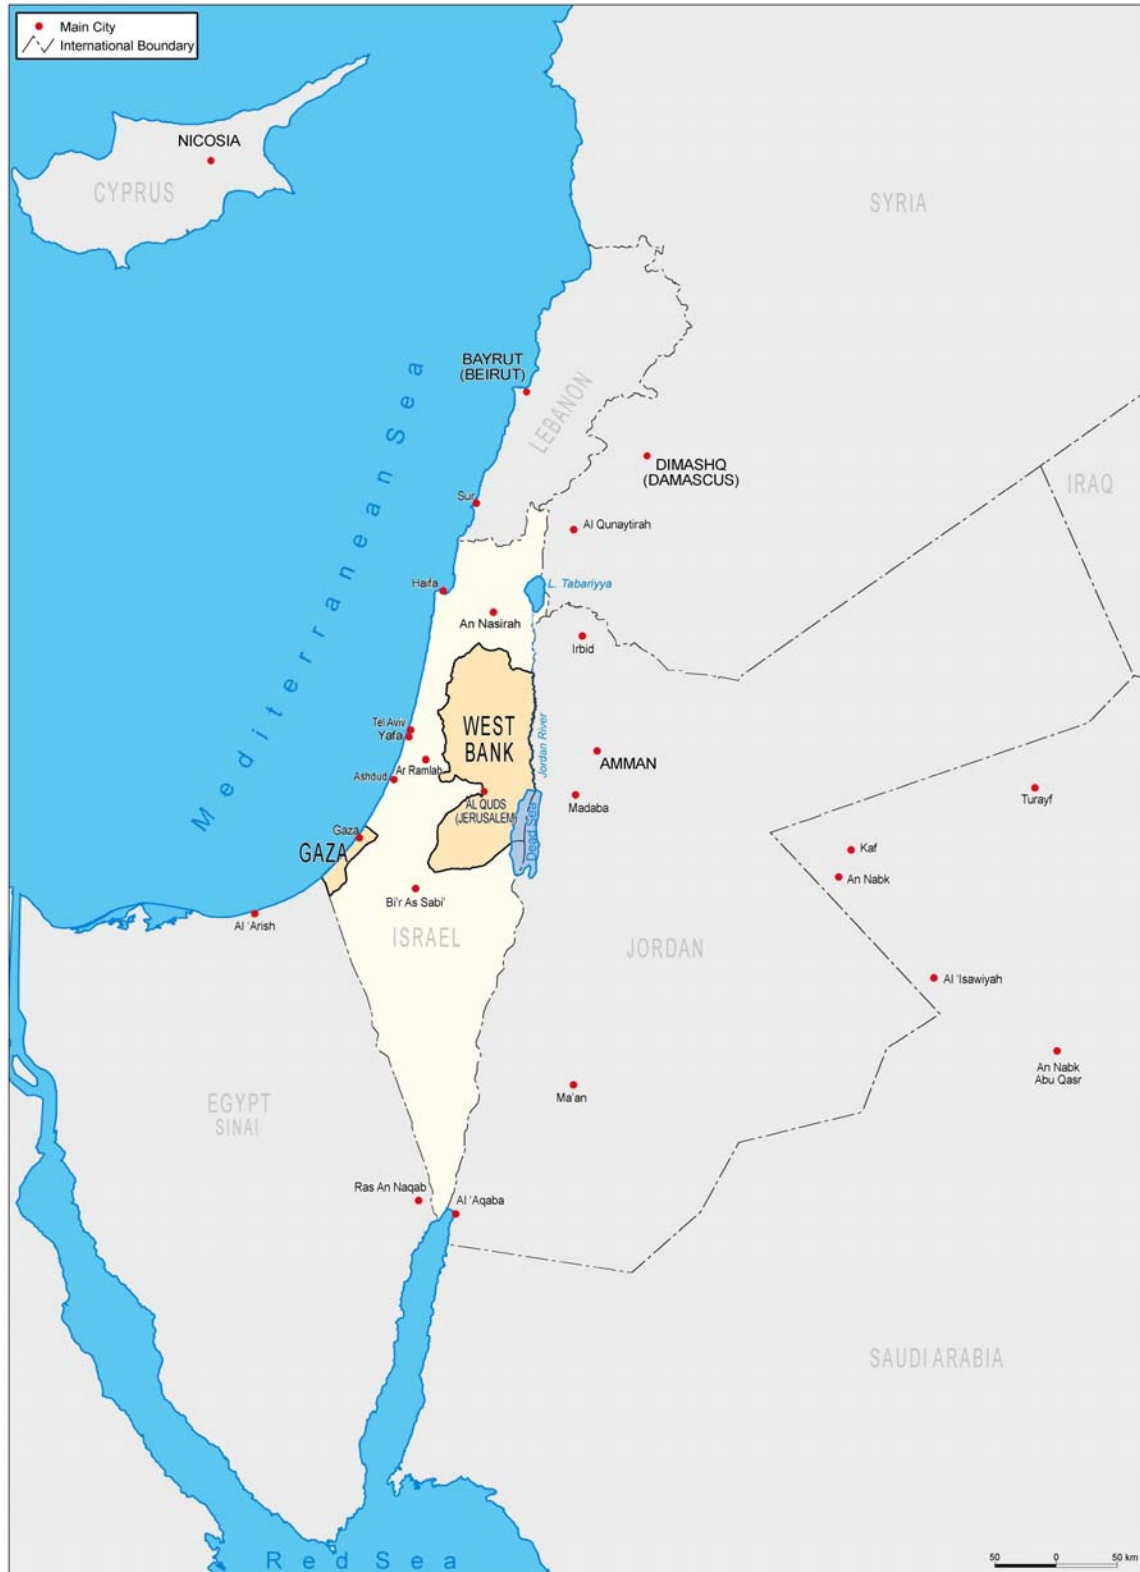 Main City
International Boundary
NICOSIA
CYPRUS
SYRIA
BAYRUT
(BEIRUT)
LEBANON
Mediterranean Sea
DIMASHQ
(DAMASCUS)
IRAQ
Sur
Al Qunaytirah
Haifa
L. Tabariyya
An Nasirah
Irbid
Tel Aviv
Yafa
WEST
BANK
Jordan River
AMMAN
Ar Ramlah
Ashdud
AL QUDS
(JERUSALEM)
Dead Sea
Madaba
Turayf
Gaza
GAZA
Kaf
An Nabk
Bi'r As Sabi'
Al 'Arish
ISRAEL
JORDAN
Al 'Isawiyah
An Nabk
Abu Qasr
Ma'an
EGYPT
SINAI
Ras An Naqab
Al 'Aqaba
SAUDI ARABIA
Red Sea
50 0 50 km